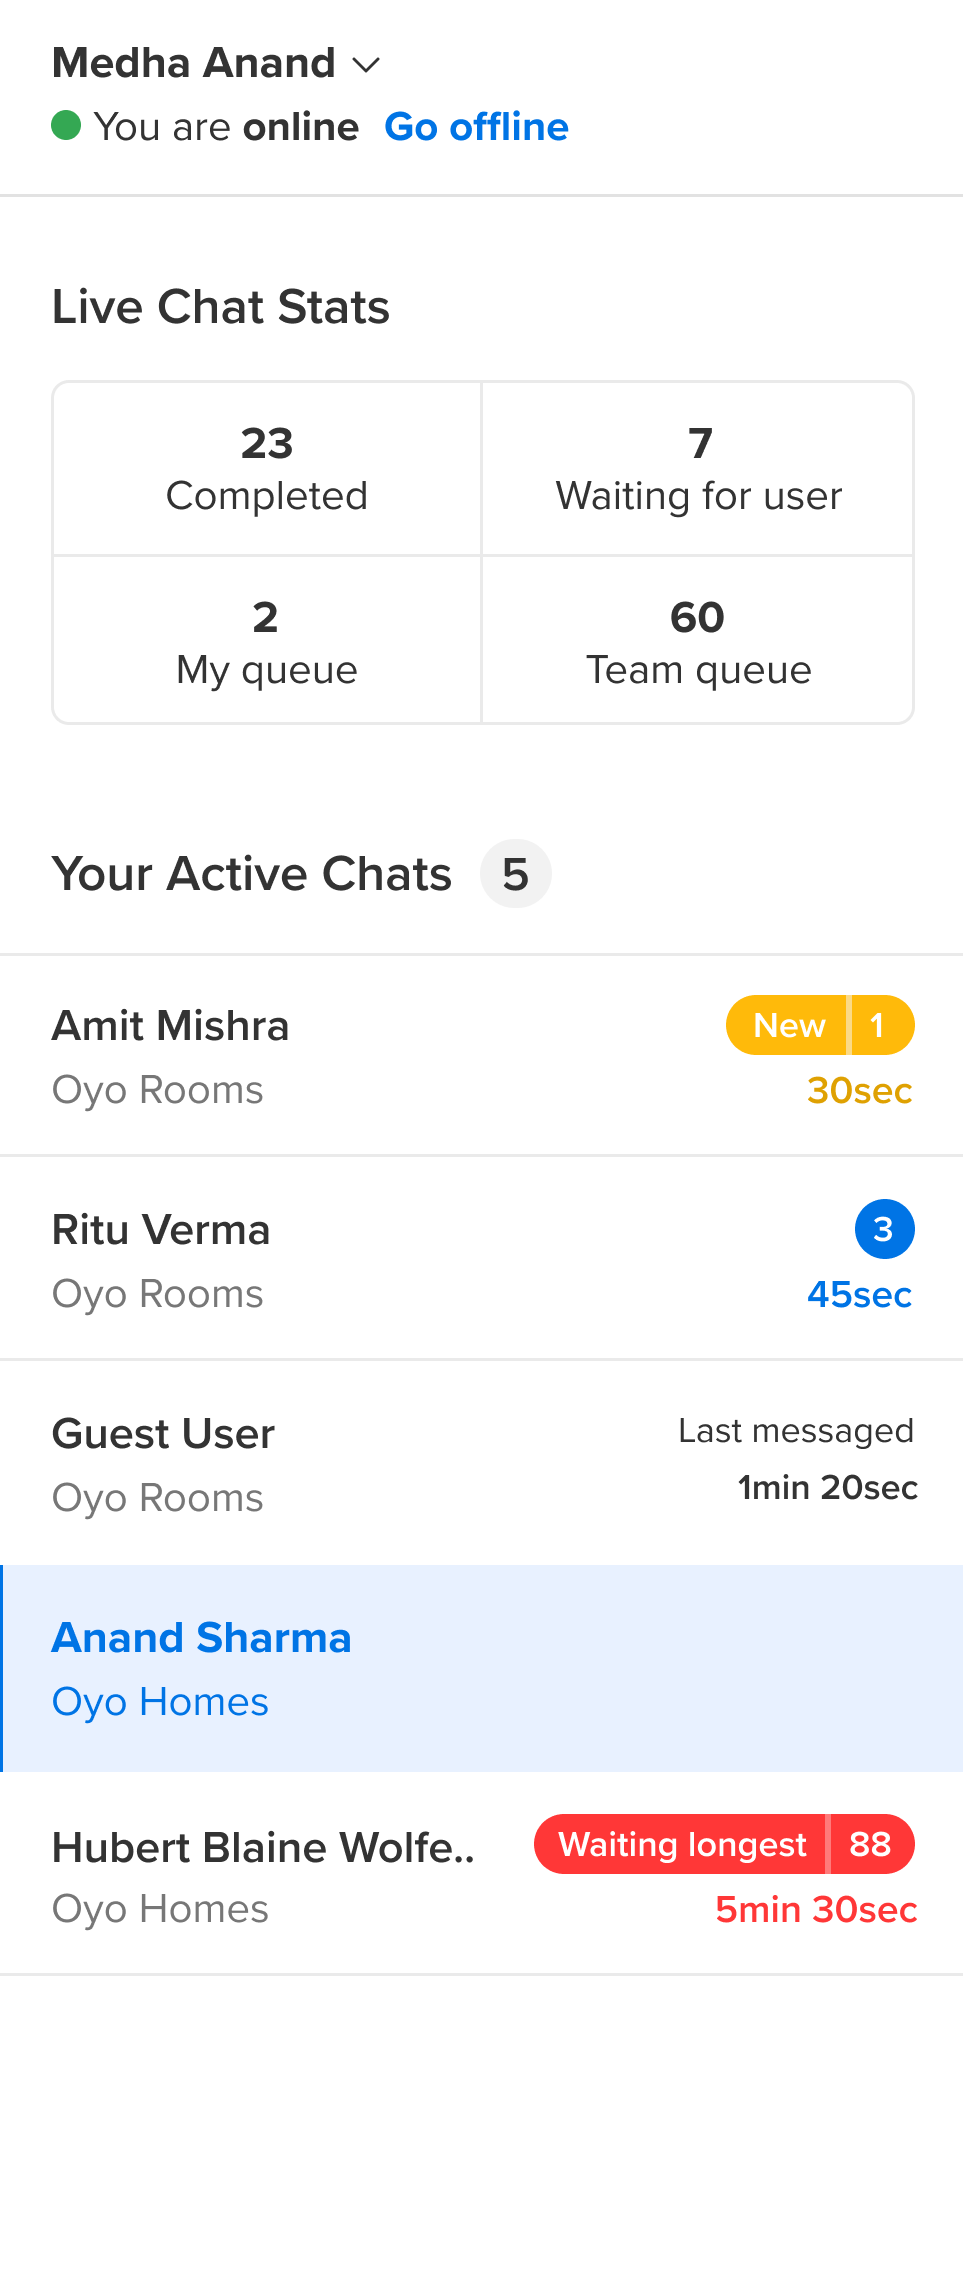 Medha Anand
You are online Go offline
Live Chat Stats
23
Completed
7
Waiting for user
2
My queue
60
Team queue
Your Active Chats 5
Amit Mishra
New 1
Oyo Rooms
30sec
Ritu Verma
3
Oyo Rooms
45sec
Guest User
Last messaged
Oyo Rooms
1min 20sec
Anand Sharma
Oyo Homes
Hubert Blaine Wolfe..
Waiting longest 88
Oyo Homes
5min 30sec